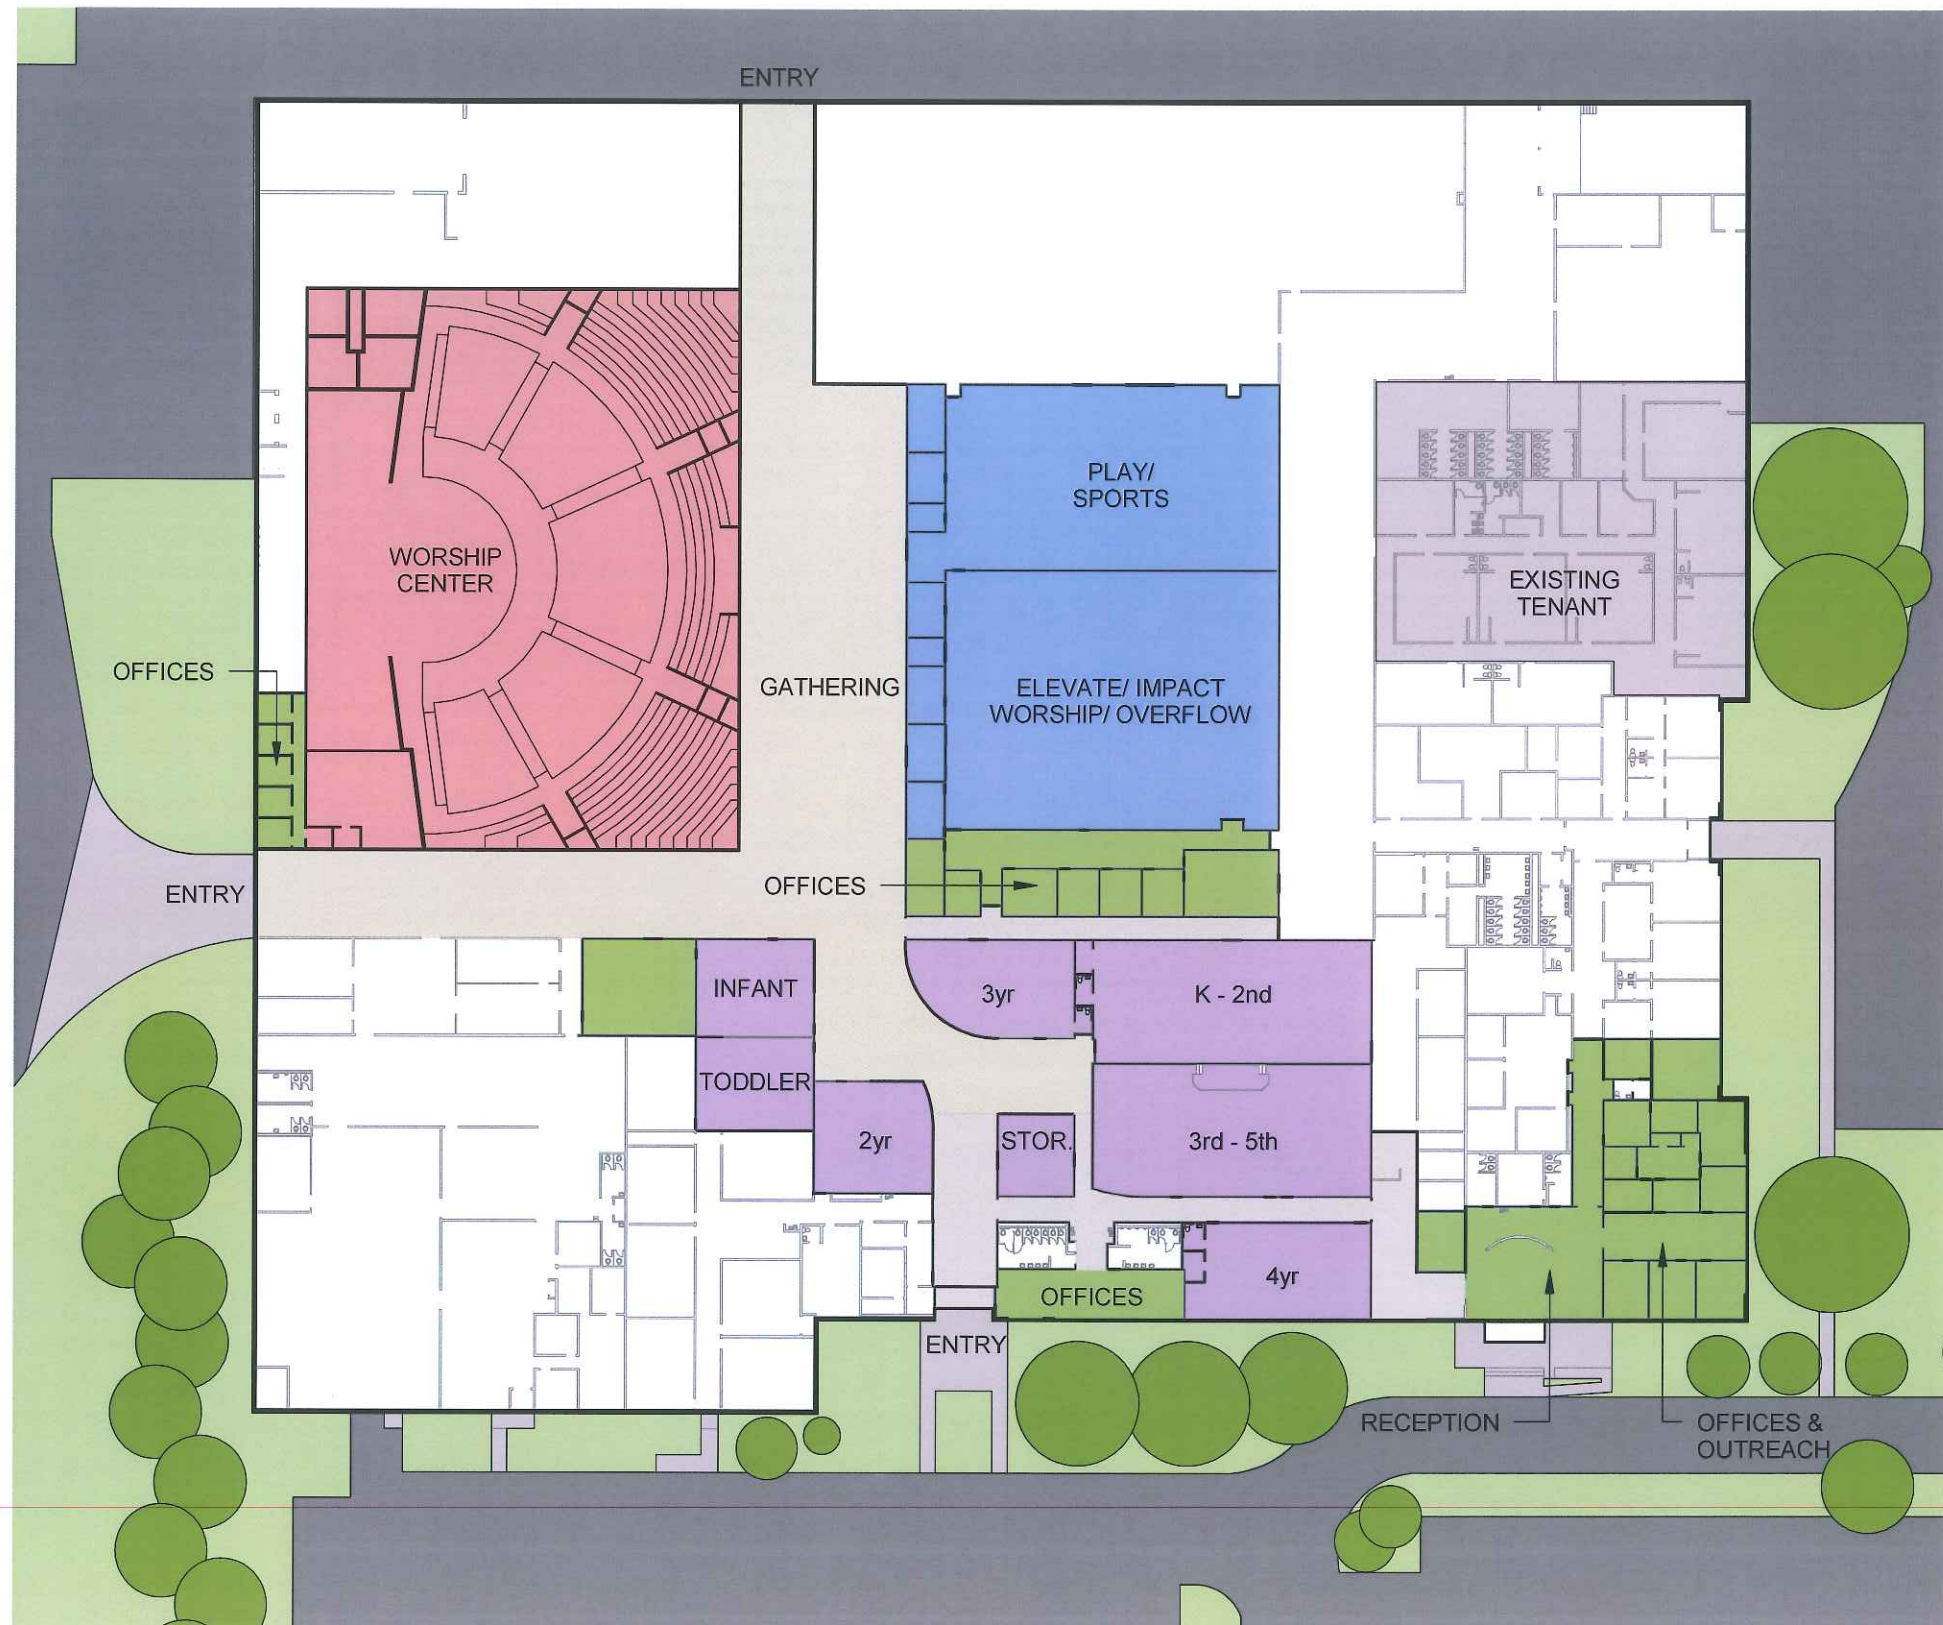 ENTRY
PLAY/
SPORTS
WORSHIP
CENTER
EXISTING
TENANT
OFFICES
GATHERING
ELEVATE/ IMPACT
WORSHIP/ OVERFLOW
ENTRY
OFFICES
INFANT
3yr
K - 2nd
TODDLER
2yr
STOR.
3rd - 5th
4yr
OFFICES
ENTRY
RECEPTION
OFFICES &
OUTREACH